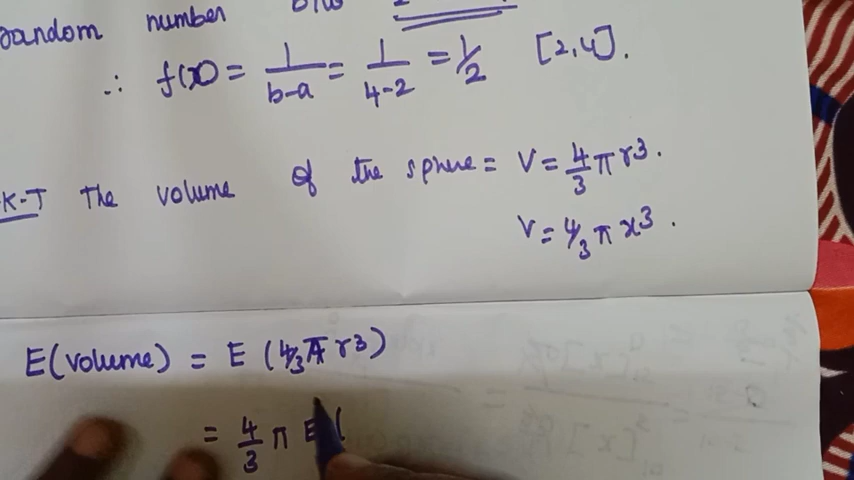 random number
∴ f(x) = 1/(b-a) = 1/(4-2) = 1/2 [2,4].
K.T The volume of the sphere = V = 4/3 π r3.
V = 4/3 π x3.
E(volume) = E (4/3 π r3)
= 4/3 π E (